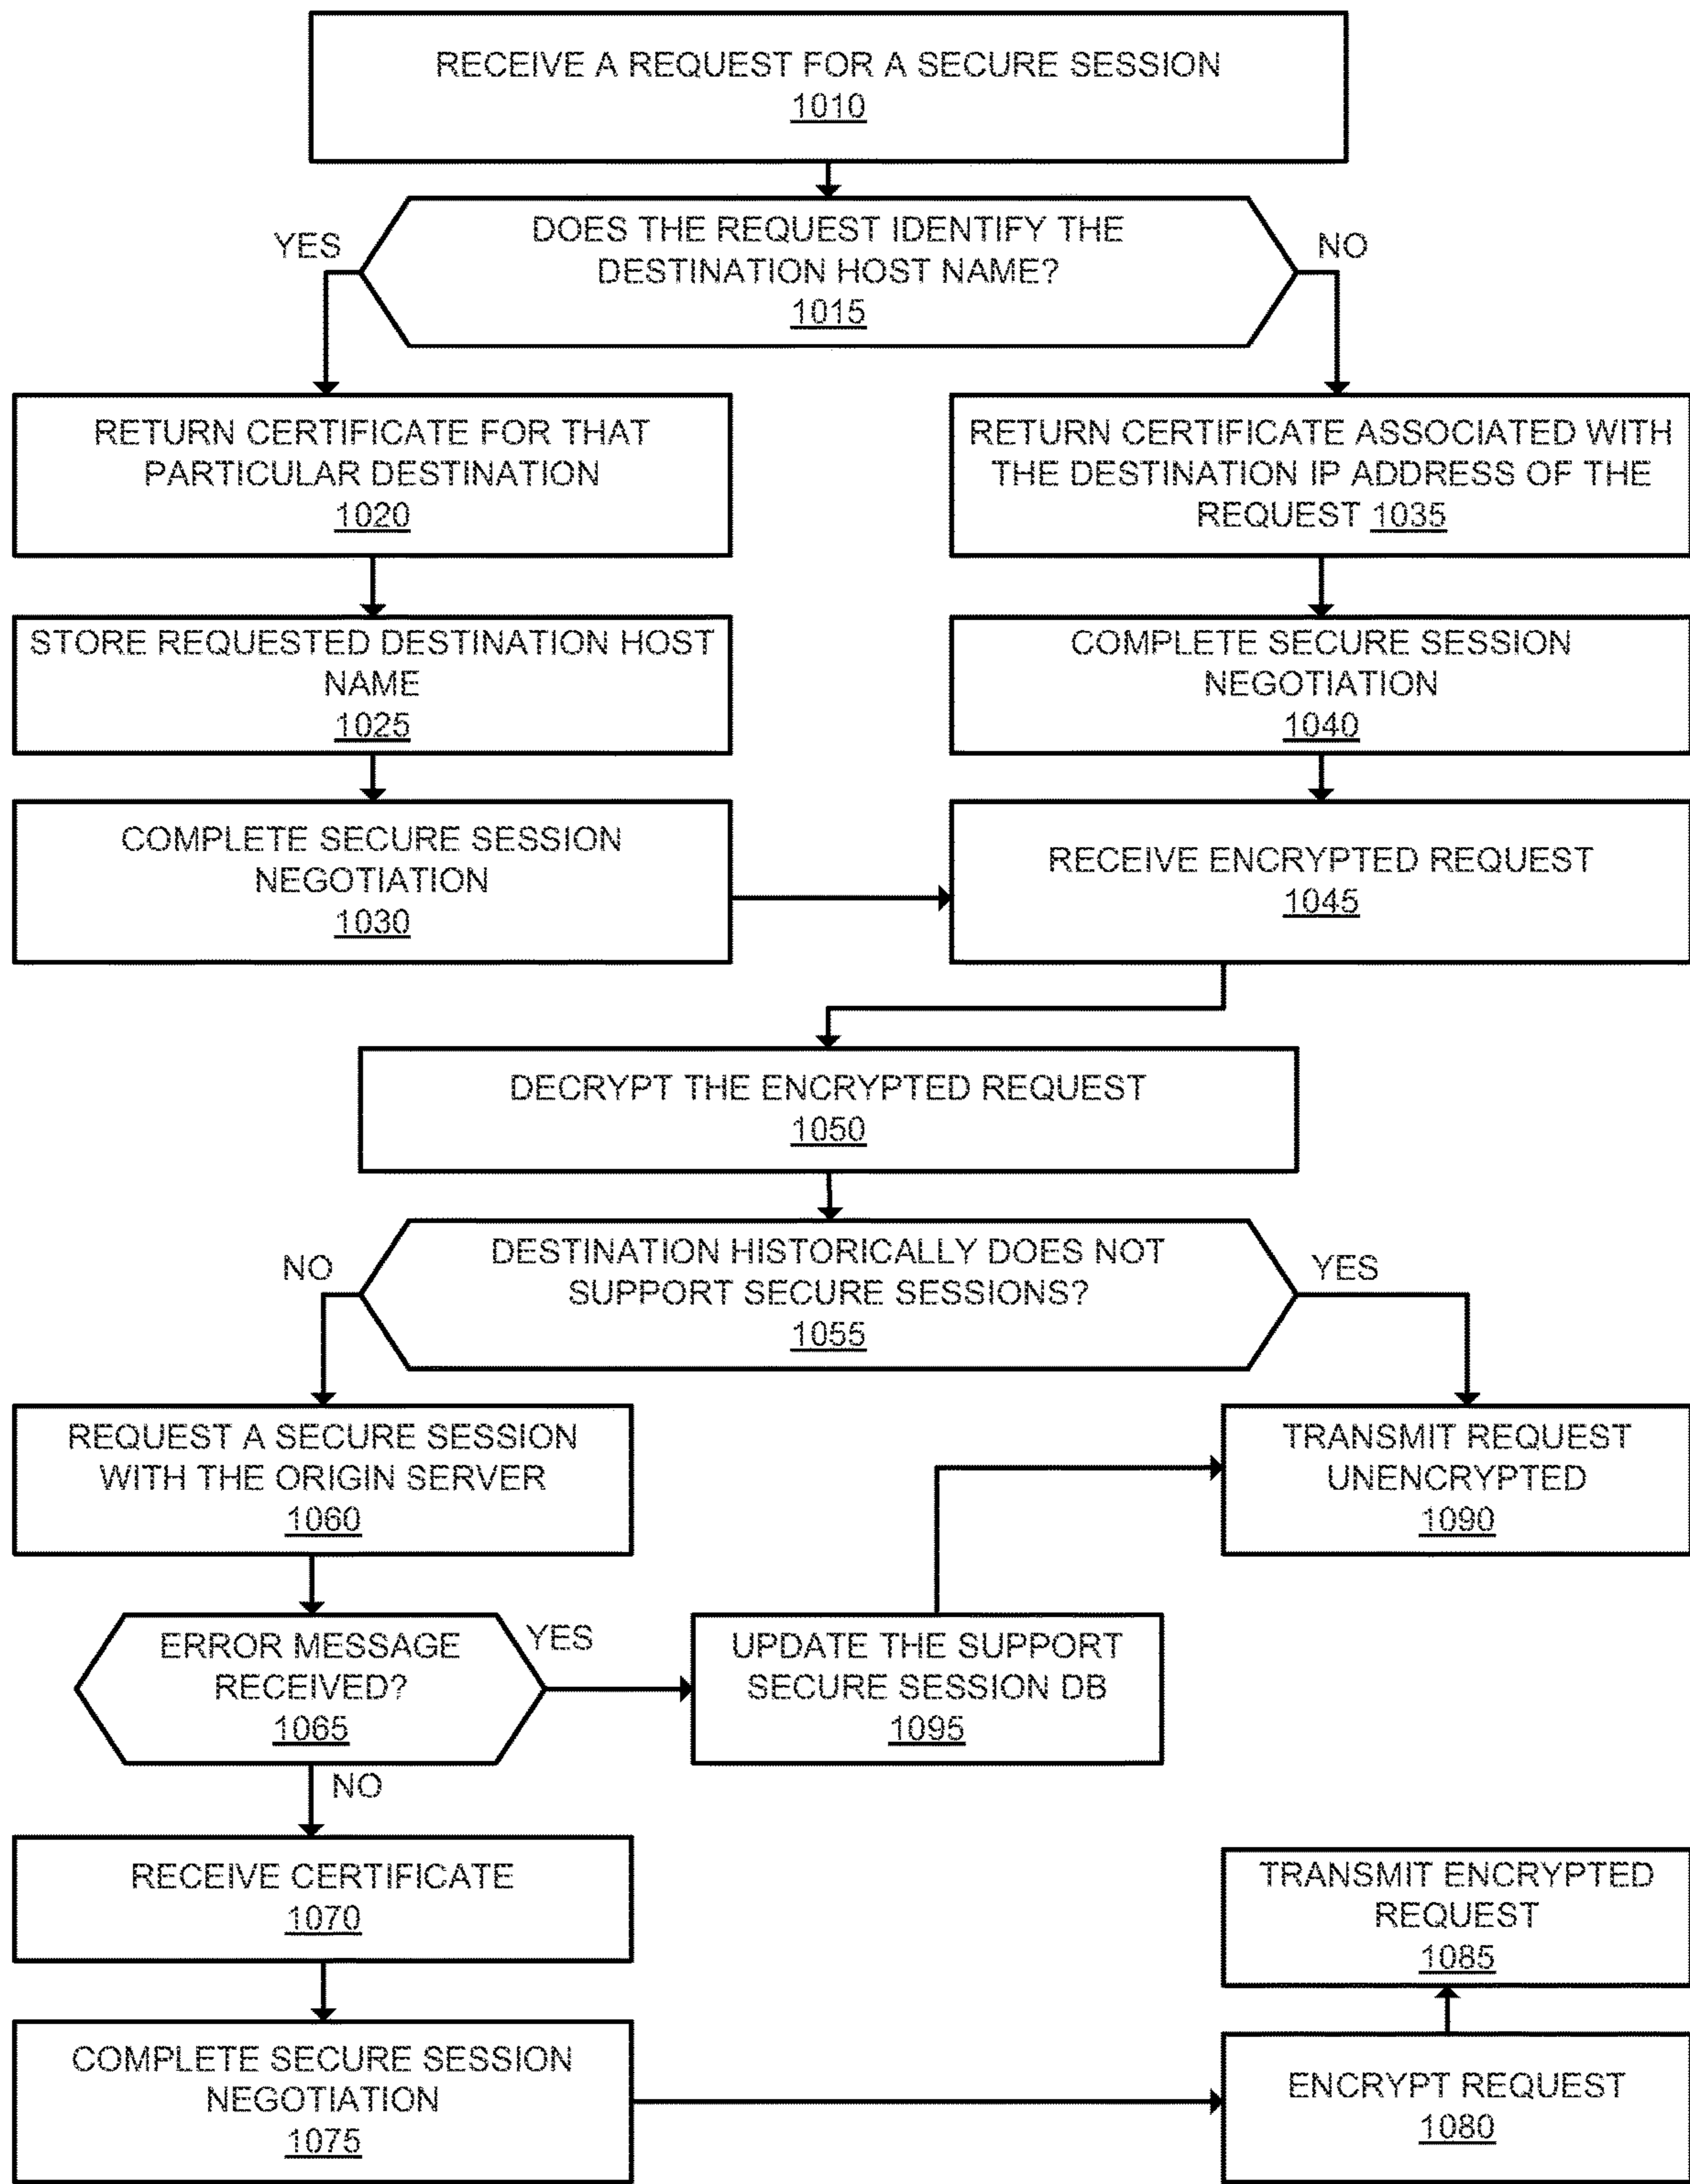 RECEIVE A REQUEST FOR A SECURE SESSION
1010
DOES THE REQUEST IDENTIFY THE
DESTINATION HOST NAME?
1015
YES
NO
RETURN CERTIFICATE FOR THAT
PARTICULAR DESTINATION
1020
RETURN CERTIFICATE ASSOCIATED WITH
THE DESTINATION IP ADDRESS OF THE
REQUEST 1035
STORE REQUESTED DESTINATION HOST
NAME
1025
COMPLETE SECURE SESSION
NEGOTIATION
1040
COMPLETE SECURE SESSION
NEGOTIATION
1030
RECEIVE ENCRYPTED REQUEST
1045
DECRYPT THE ENCRYPTED REQUEST
1050
DESTINATION HISTORICALLY DOES NOT
SUPPORT SECURE SESSIONS?
1055
NO
YES
REQUEST A SECURE SESSION
WITH THE ORIGIN SERVER
1060
TRANSMIT REQUEST
UNENCRYPTED
1090
ERROR MESSAGE
RECEIVED?
1065
YES
UPDATE THE SUPPORT
SECURE SESSION DB
1095
NO
RECEIVE CERTIFICATE
1070
TRANSMIT ENCRYPTED
REQUEST
1085
COMPLETE SECURE SESSION
NEGOTIATION
1075
ENCRYPT REQUEST
1080